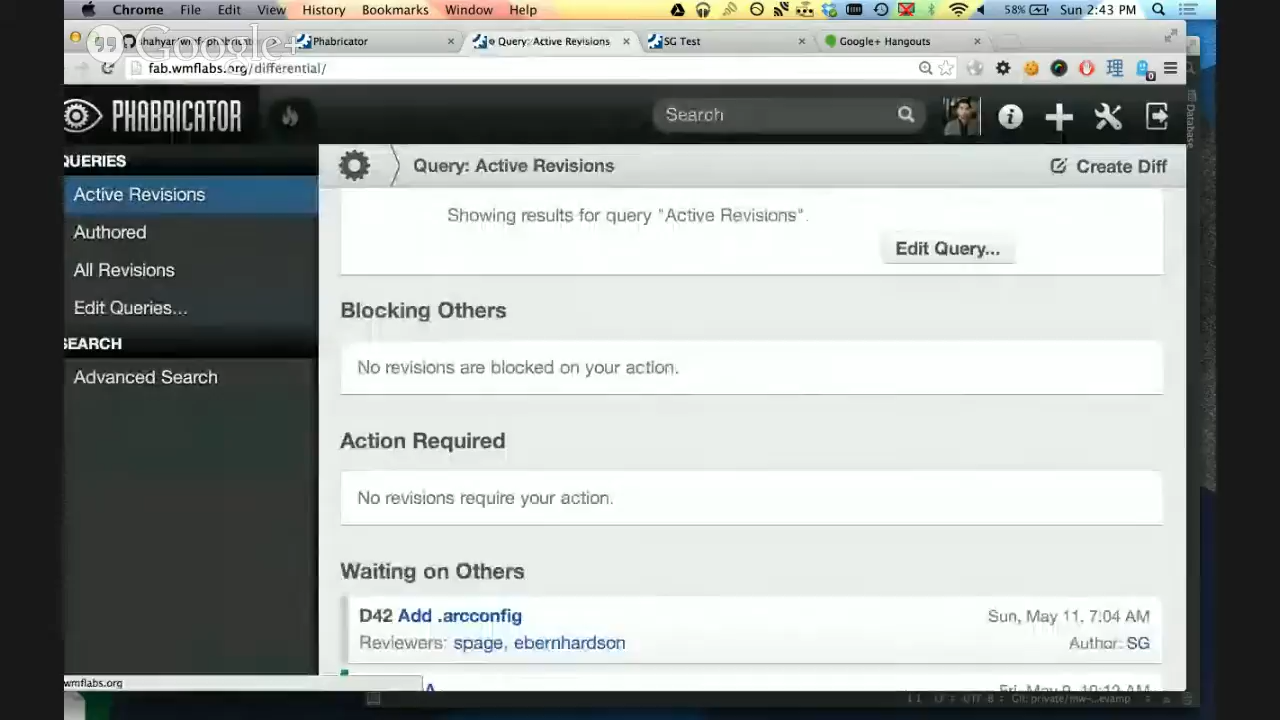 Chrome File Edit View History Bookmarks Window Help 58% Sun 2:43 PM
Google+
Phabricator
Query: Active Revisions
SG Test
Google+ Hangouts
fab.wmflabs.org/differential/
PHABRICATOR
Search
QUERIES
Active Revisions
Authored
All Revisions
Edit Queries...
SEARCH
Advanced Search
Query: Active Revisions
Create Diff
Showing results for query "Active Revisions".
Edit Query...
Blocking Others
No revisions are blocked on your action.
Action Required
No revisions require your action.
Waiting on Others
D42 Add .arcconfig
Sun, May 11, 7:04 AM
Reviewers: spage, ebernhardson
Author: SG
wmflabs.org
Database